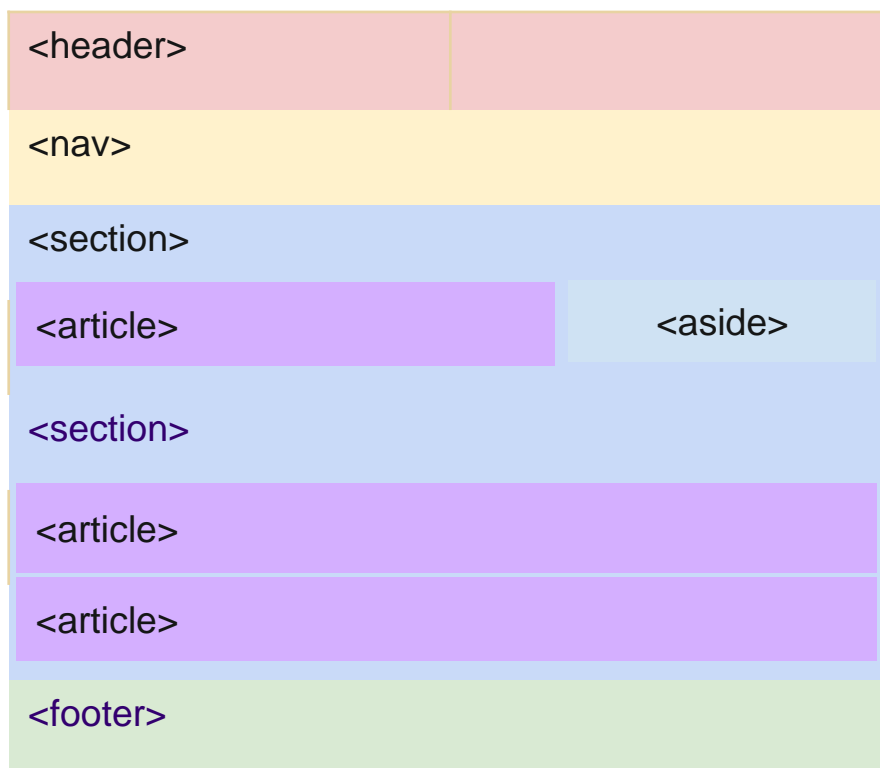 <header>
<nav>
<section>
<article>
<aside>
<section>
<article>
<article>
<footer>